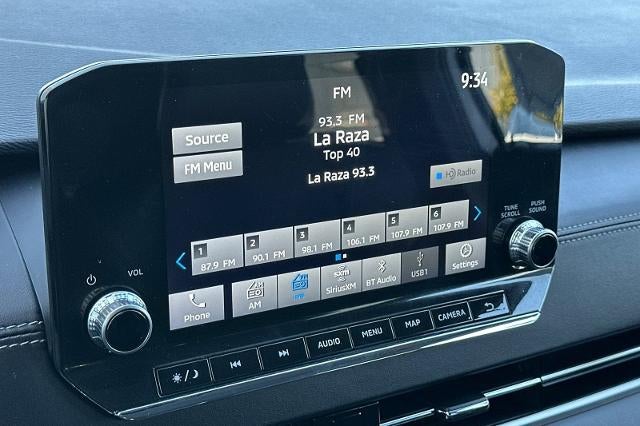 FM
9:34
93.3 FM
La Raza
Top 40
La Raza 93.3
Source
FM Menu
HD Radio
TUNE SCROLL
PUSH SOUND
VOL
1 87.9 FM
2 90.1 FM
3 98.1 FM
4 106.1 FM
5 107.9 FM
6 107.9 FM
Phone
AM
FM
sxm
SiriusXM
BT Audio
USB1
Settings
AUDIO
MENU
MAP
CAMERA